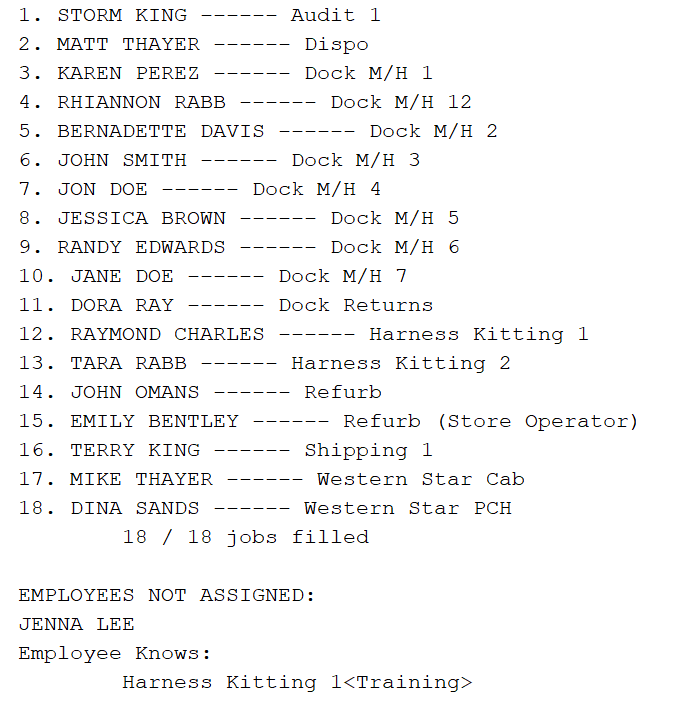 1. STORM KING ------ Audit 1
2. MATT THAYER ------ Dispo
3. KAREN PEREZ ------ Dock M/H 1
4. RHIANNON RABB ------ Dock M/H 12
5. BERNADETTE DAVIS ------ Dock M/H 2
6. JOHN SMITH ------ Dock M/H 3
7. JON DOE ------ Dock M/H 4
8. JESSICA BROWN ------ Dock M/H 5
9. RANDY EDWARDS ------ Dock M/H 6
10. JANE DOE ------ Dock M/H 7
11. DORA RAY ------ Dock Returns
12. RAYMOND CHARLES ------ Harness Kitting 1
13. TARA RABB ------ Harness Kitting 2
14. JOHN OMANS ------ Refurb
15. EMILY BENTLEY ------ Refurb (Store Operator)
16. TERRY KING ------ Shipping 1
17. MIKE THAYER ------ Western Star Cab
18. DINA SANDS ------ Western Star PCH
18 / 18 jobs filled
EMPLOYEES NOT ASSIGNED:
JENNA LEE
Employee Knows:
Harness Kitting 1<Training>